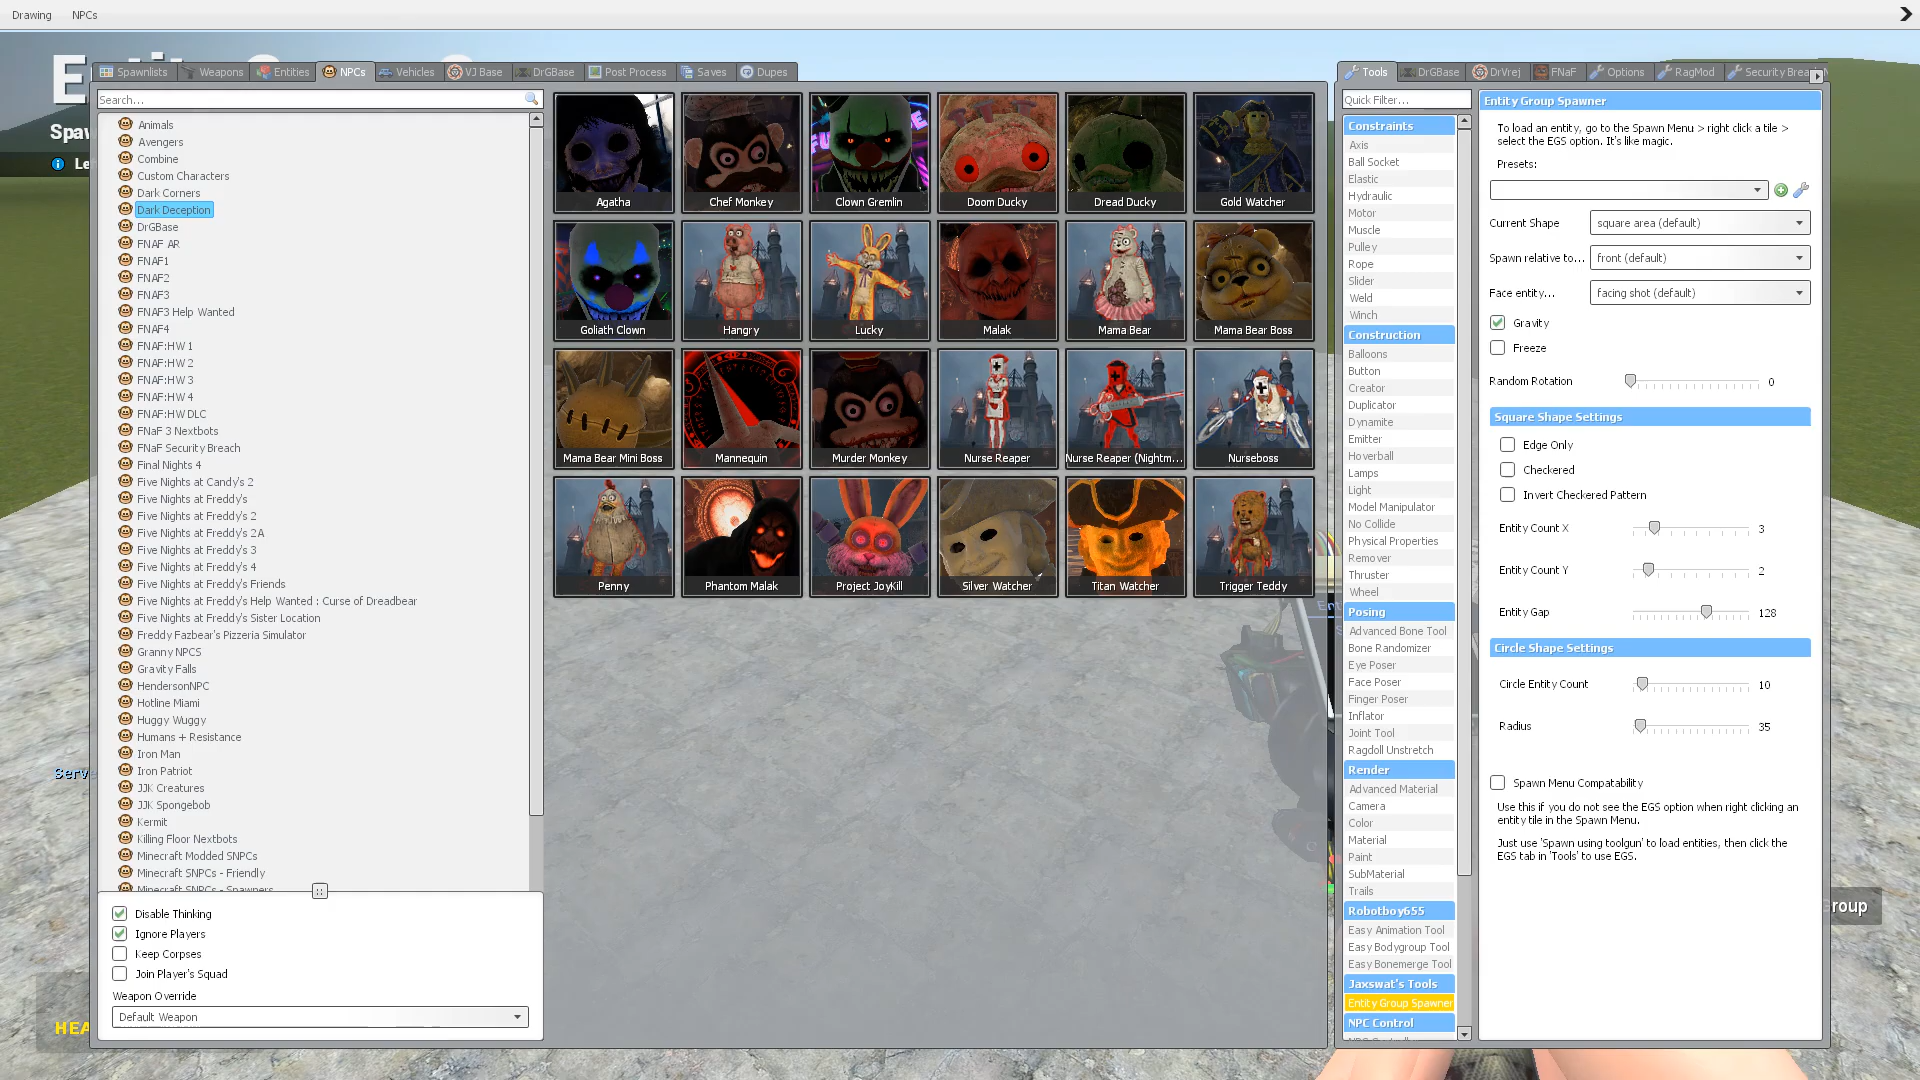 Drawing
NPCs
E
Spaw
Le
Serve
HEA
roup
Spawnlists
Weapons
Entities
NPCs
Vehicles
VJ Base
DrGBase
Post Process
Saves
Dupes
Search...
Animals
Avengers
Combine
Custom Characters
Dark Corners
Dark Deception
DrGBase
FNAF AR
FNAF1
FNAF2
FNAF3
FNAF3 Help Wanted
FNAF4
FNAF:HW 1
FNAF:HW 2
FNAF:HW 3
FNAF:HW 4
FNAF:HW DLC
FNaF 3 Nextbots
FNaF Security Breach
Final Nights 4
Five Nights at Candy's 2
Five Nights at Freddy's
Five Nights at Freddy's 2
Five Nights at Freddy's 2A
Five Nights at Freddy's 3
Five Nights at Freddy's 4
Five Nights at Freddy's Friends
Five Nights at Freddy's Help Wanted : Curse of Dreadbear
Five Nights at Freddy's Sister Location
Freddy Fazbear's Pizzeria Simulator
Granny NPCS
Gravity Falls
HendersonNPC
Hotline Miami
Huggy Wuggy
Humans + Resistance
Iron Man
Iron Patriot
JJK Creatures
JJK Spongebob
Kermit
Killing Floor Nextbots
Minecraft Modded SNPCs
Minecraft SNPCs - Friendly
Minecraft SNPCs - Spawners
Disable Thinking
Ignore Players
Keep Corpses
Join Player's Squad
Weapon Override
Default Weapon
Agatha
Chef Monkey
Clown Gremlin
Doom Ducky
Dread Ducky
Gold Watcher
Goliath Clown
Hangry
Lucky
Malak
Mama Bear
Mama Bear Boss
Mama Bear Mini Boss
Mannequin
Murder Monkey
Nurse Reaper
Nurse Reaper (Nightm...
Nurseboss
Penny
Phantom Malak
Project JoyKill
Silver Watcher
Titan Watcher
Trigger Teddy
Tools
DrGBase
DrVrej
FNaF
Options
RagMod
Security Brea
Quick Filter...
Constraints
Axis
Ball Socket
Elastic
Hydraulic
Motor
Muscle
Pulley
Rope
Slider
Weld
Winch
Construction
Balloons
Button
Creator
Duplicator
Dynamite
Emitter
Hoverball
Lamps
Light
Model Manipulator
No Collide
Physical Properties
Remover
Thruster
Wheel
Posing
Advanced Bone Tool
Bone Randomizer
Eye Poser
Face Poser
Finger Poser
Inflator
Joint Tool
Ragdoll Unstretch
Render
Advanced Material
Camera
Color
Material
Paint
SubMaterial
Trails
Robotboy655
Easy Animation Tool
Easy Bodygroup Tool
Easy Bonemerge Tool
Jaxswat's Tools
Entity Group Spawner
NPC Control
Entity Group Spawner
To load an entity, go to the Spawn Menu > right click a tile >
select the EGS option. It's like magic.
Presets:
Current Shape
square area (default)
Spawn relative to...
front (default)
Face entity...
facing shot (default)
Gravity
Freeze
Random Rotation
0
Square Shape Settings
Edge Only
Checkered
Invert Checkered Pattern
Entity Count X
3
Entity Count Y
2
Entity Gap
128
Circle Shape Settings
Circle Entity Count
10
Radius
35
Spawn Menu Compatability
Use this if you do not see the EGS option when right clicking an
entity tile in the Spawn Menu.
Just use 'Spawn using toolgun' to load entities, then click the
EGS tab in 'Tools' to use EGS.